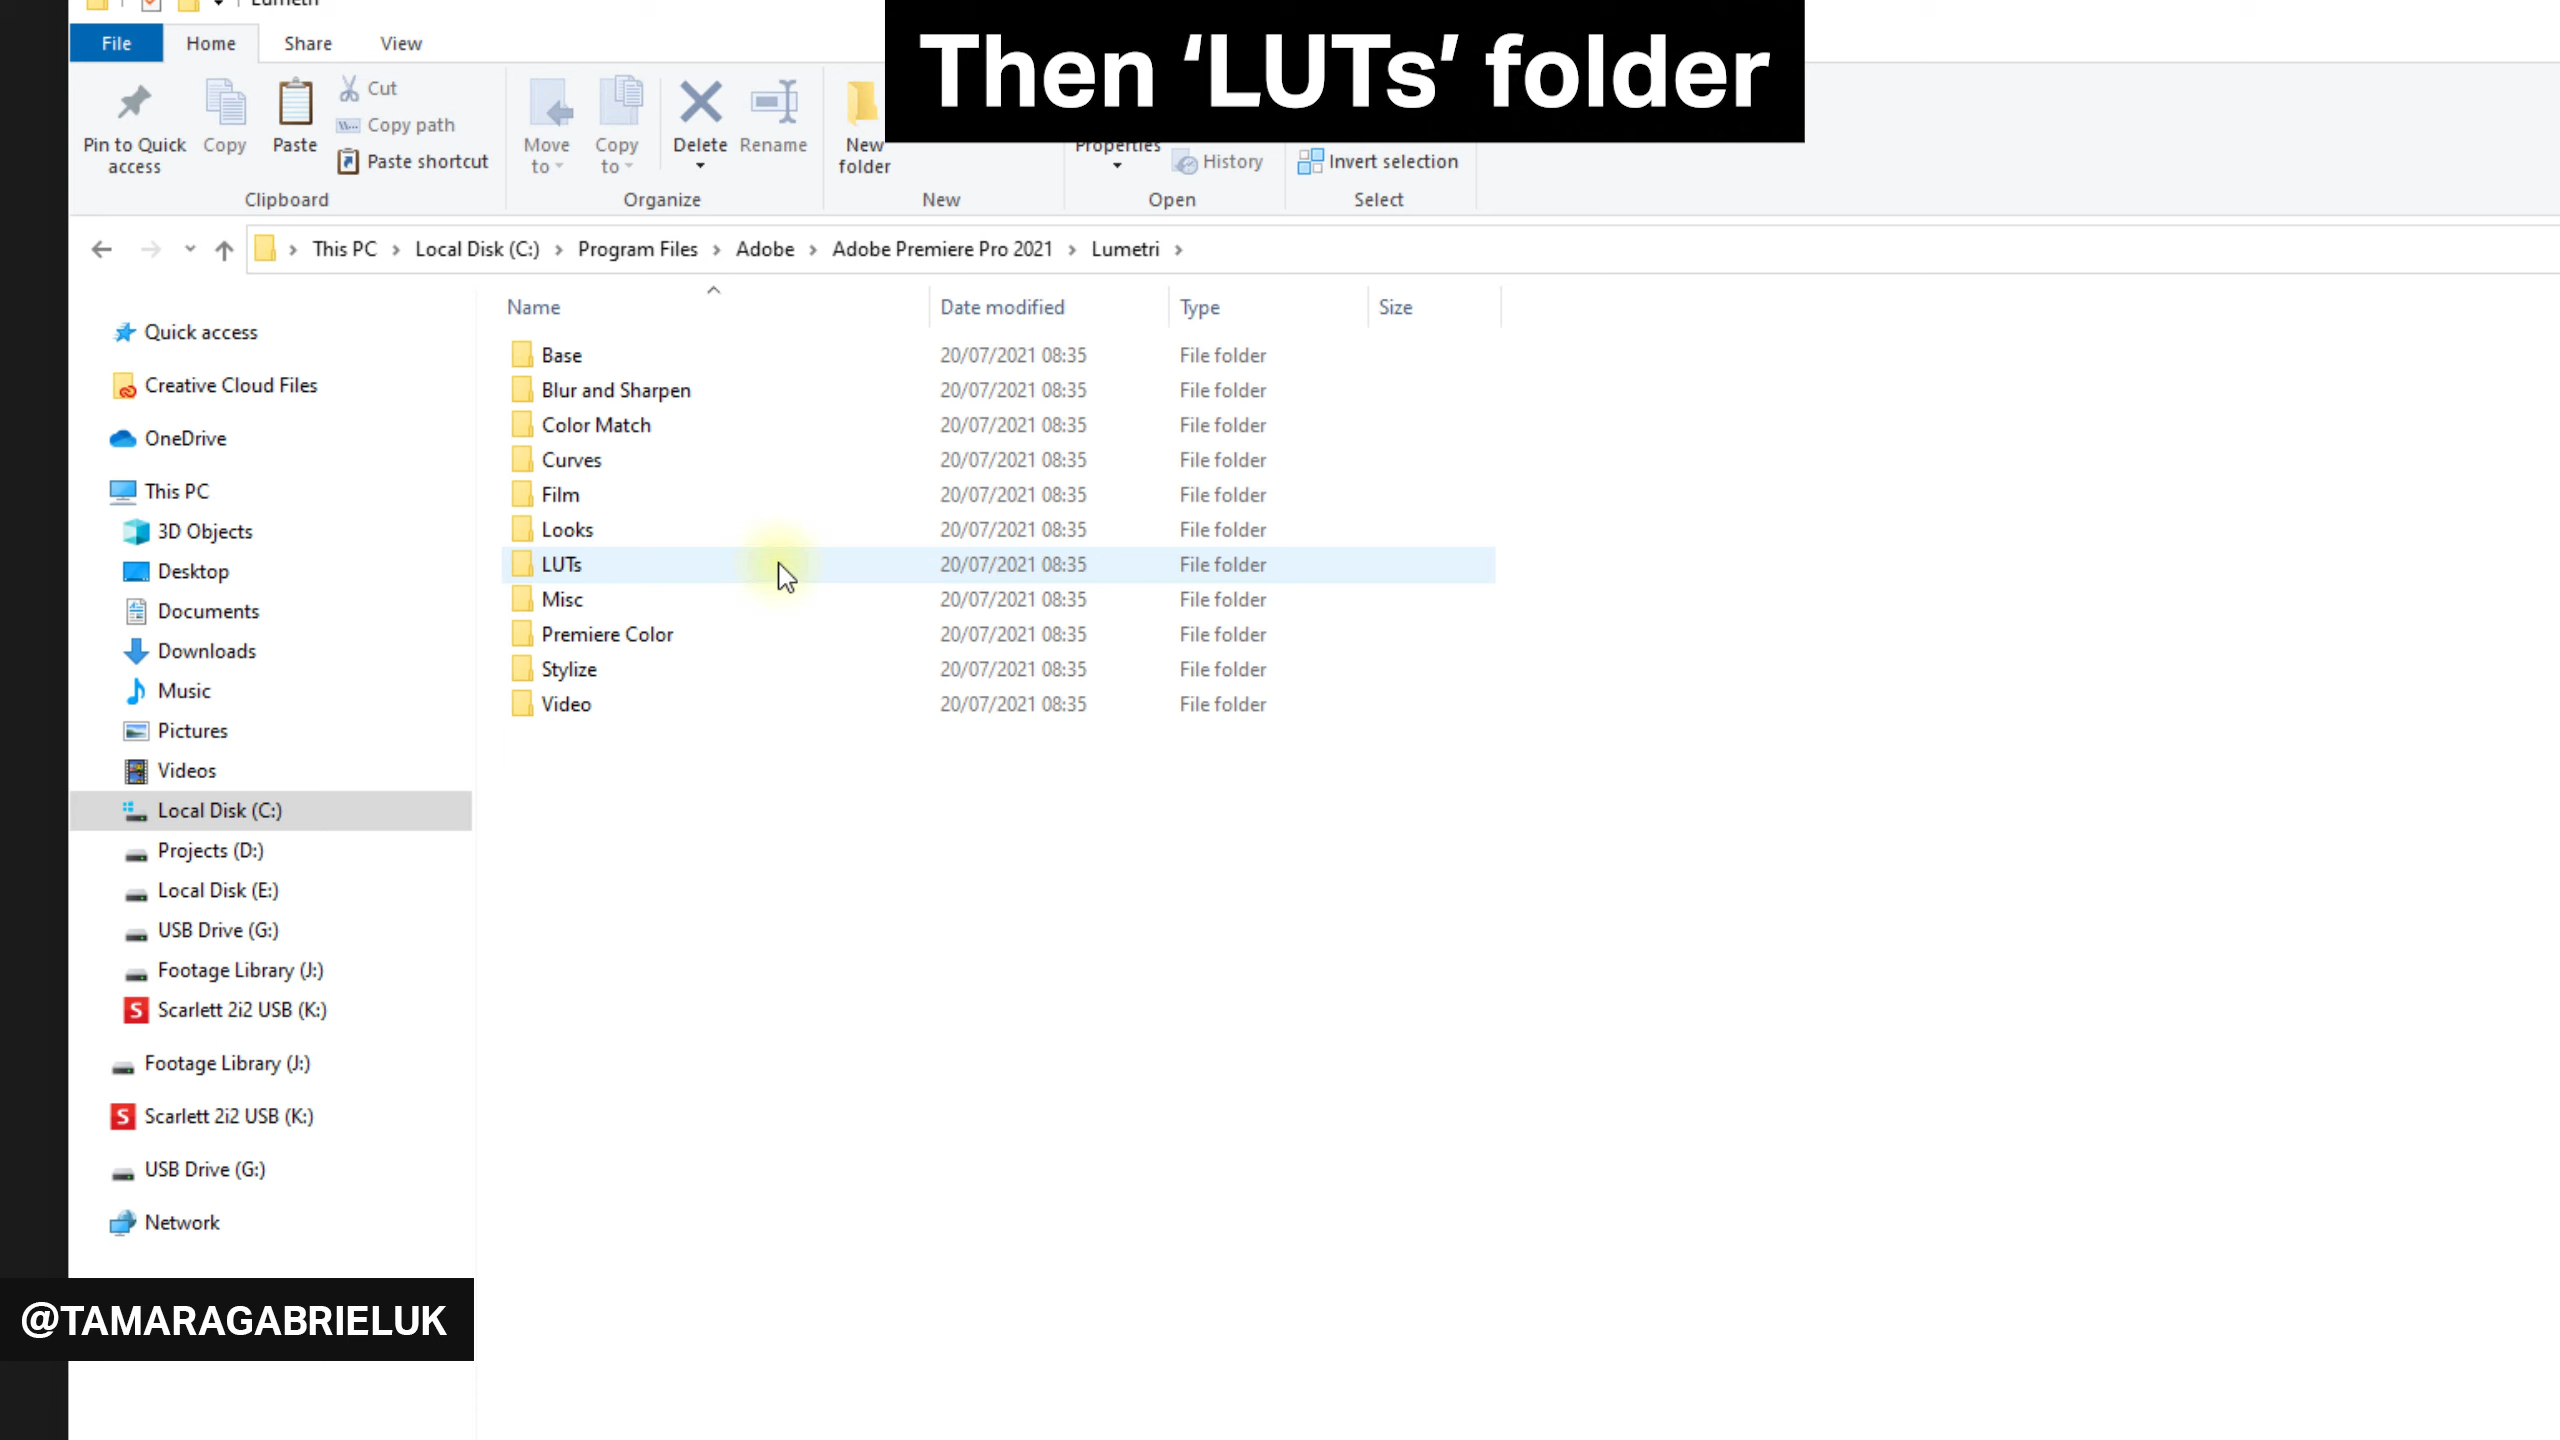 Lumetri
Then ‘LUTs’ folder
File Home Share View
Pin to Quick access
Copy
Paste
Cut
Copy path
Paste shortcut
Clipboard
Move to
Copy to
Delete
Rename
Organize
New folder
New
Properties
History
Open
Invert selection
Select
This PC > Local Disk (C:) > Program Files > Adobe > Adobe Premiere Pro 2021 > Lumetri >
Name Date modified Type Size
Base 20/07/2021 08:35 File folder
Blur and Sharpen 20/07/2021 08:35 File folder
Color Match 20/07/2021 08:35 File folder
Curves 20/07/2021 08:35 File folder
Film 20/07/2021 08:35 File folder
Looks 20/07/2021 08:35 File folder
LUTs 20/07/2021 08:35 File folder
Misc 20/07/2021 08:35 File folder
Premiere Color 20/07/2021 08:35 File folder
Stylize 20/07/2021 08:35 File folder
Video 20/07/2021 08:35 File folder
Quick access
Creative Cloud Files
OneDrive
This PC
3D Objects
Desktop
Documents
Downloads
Music
Pictures
Videos
Local Disk (C:)
Projects (D:)
Local Disk (E:)
USB Drive (G:)
Footage Library (J:)
Scarlett 2i2 USB (K:)
Footage Library (J:)
Scarlett 2i2 USB (K:)
USB Drive (G:)
Network
@TAMARAGABRIELUK